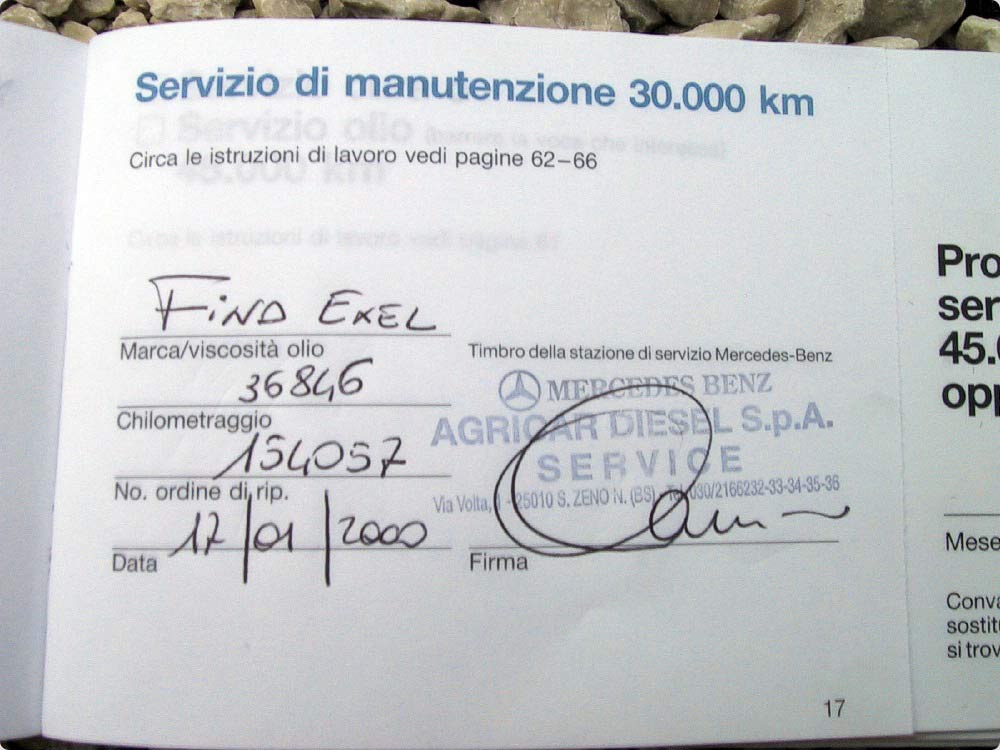 Servizio di manutenzione 30.000 km
Circa le istruzioni di lavoro vedi pagine 62–66
FIND EXEL
Marca/viscosità olio
36846
Chilometraggio
154057
No. ordine di rip.
17/01/2000
Data
Timbro della stazione di servizio Mercedes-Benz
MERCEDES BENZ
AGRICAR DIESEL S.p.A.
SERVICE
Via Volta, 1 - 25010 S. ZENO N. (BS) Tel. 030/2166232-33-34-35-36
Firma
17
Pro
ser
45.
opp
Mese
Conva
sostitu
si trov